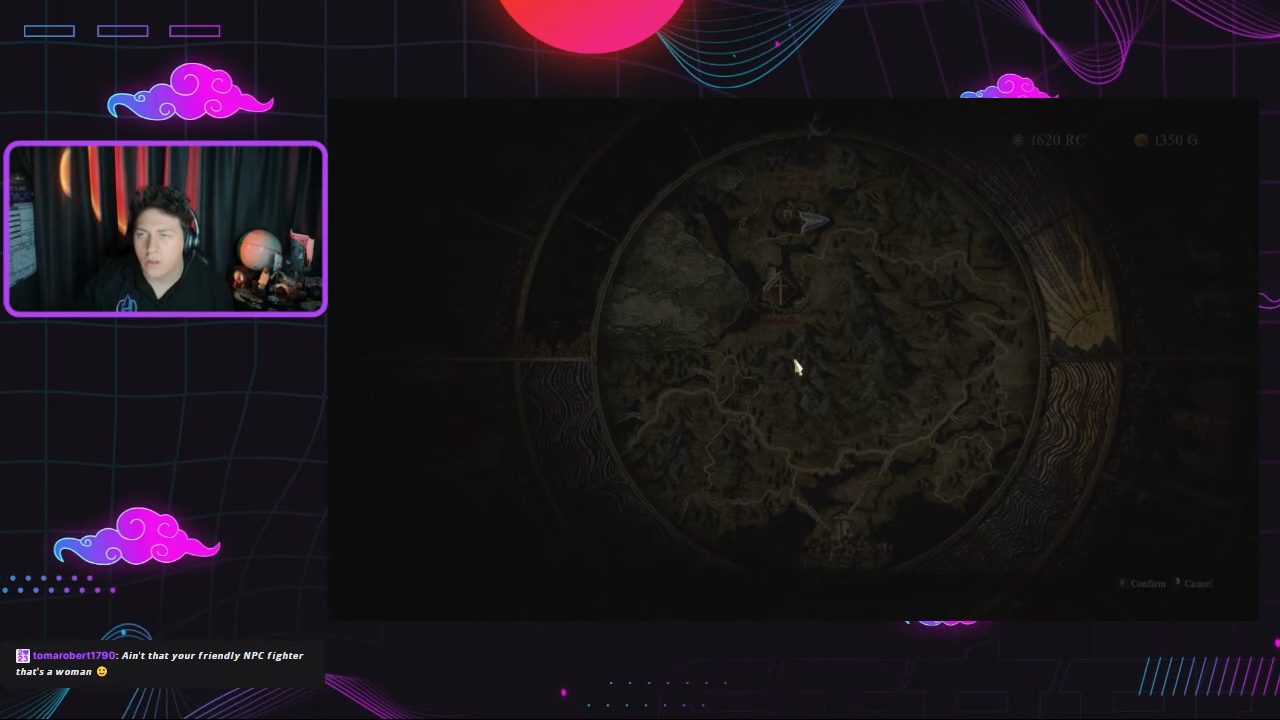 1620 RC
1350 G
Confirm
Cancel
tomarobert1790: Ain't that your friendly NPC fighter
that's a woman